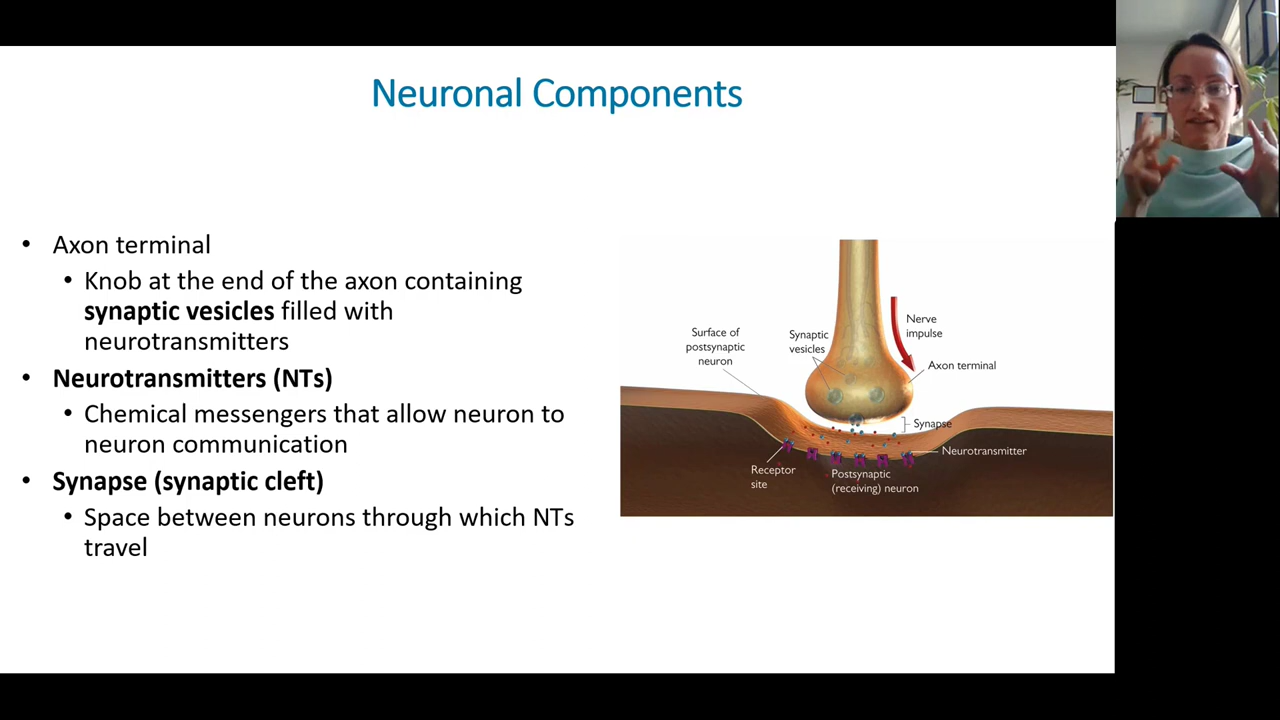 Neuronal Components
• Axon terminal
• Knob at the end of the axon containing
synaptic vesicles filled with
neurotransmitters
• Neurotransmitters (NTs)
• Chemical messengers that allow neuron to
neuron communication
• Synapse (synaptic cleft)
• Space between neurons through which NTs
travel
Surface of
postsynaptic
neuron
Synaptic
vesicles
Nerve
impulse
Axon terminal
Synapse
Neurotransmitter
Receptor
site
Postsynaptic
(receiving) neuron